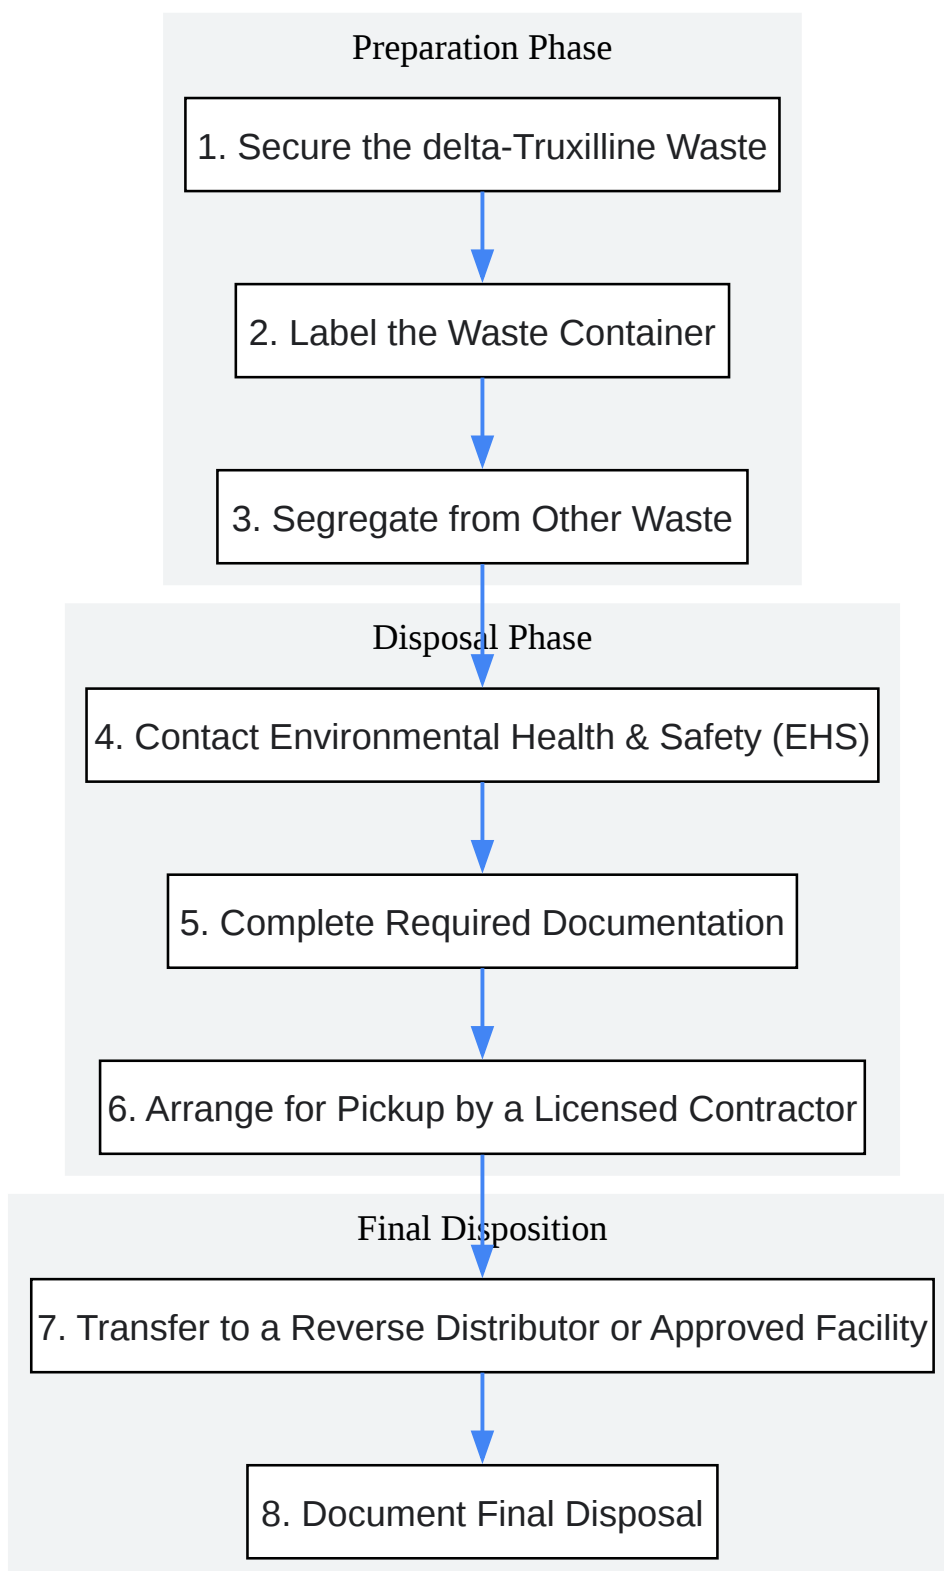 Preparation Phase
1. Secure the delta-Truxilline Waste
2. Label the Waste Container
3. Segregate from Other Waste
Disposal Phase
4. Contact Environmental Health & Safety (EHS)
5. Complete Required Documentation
6. Arrange for Pickup by a Licensed Contractor
Final Disposition
7. Transfer to a Reverse Distributor or Approved Facility
8. Document Final Disposal